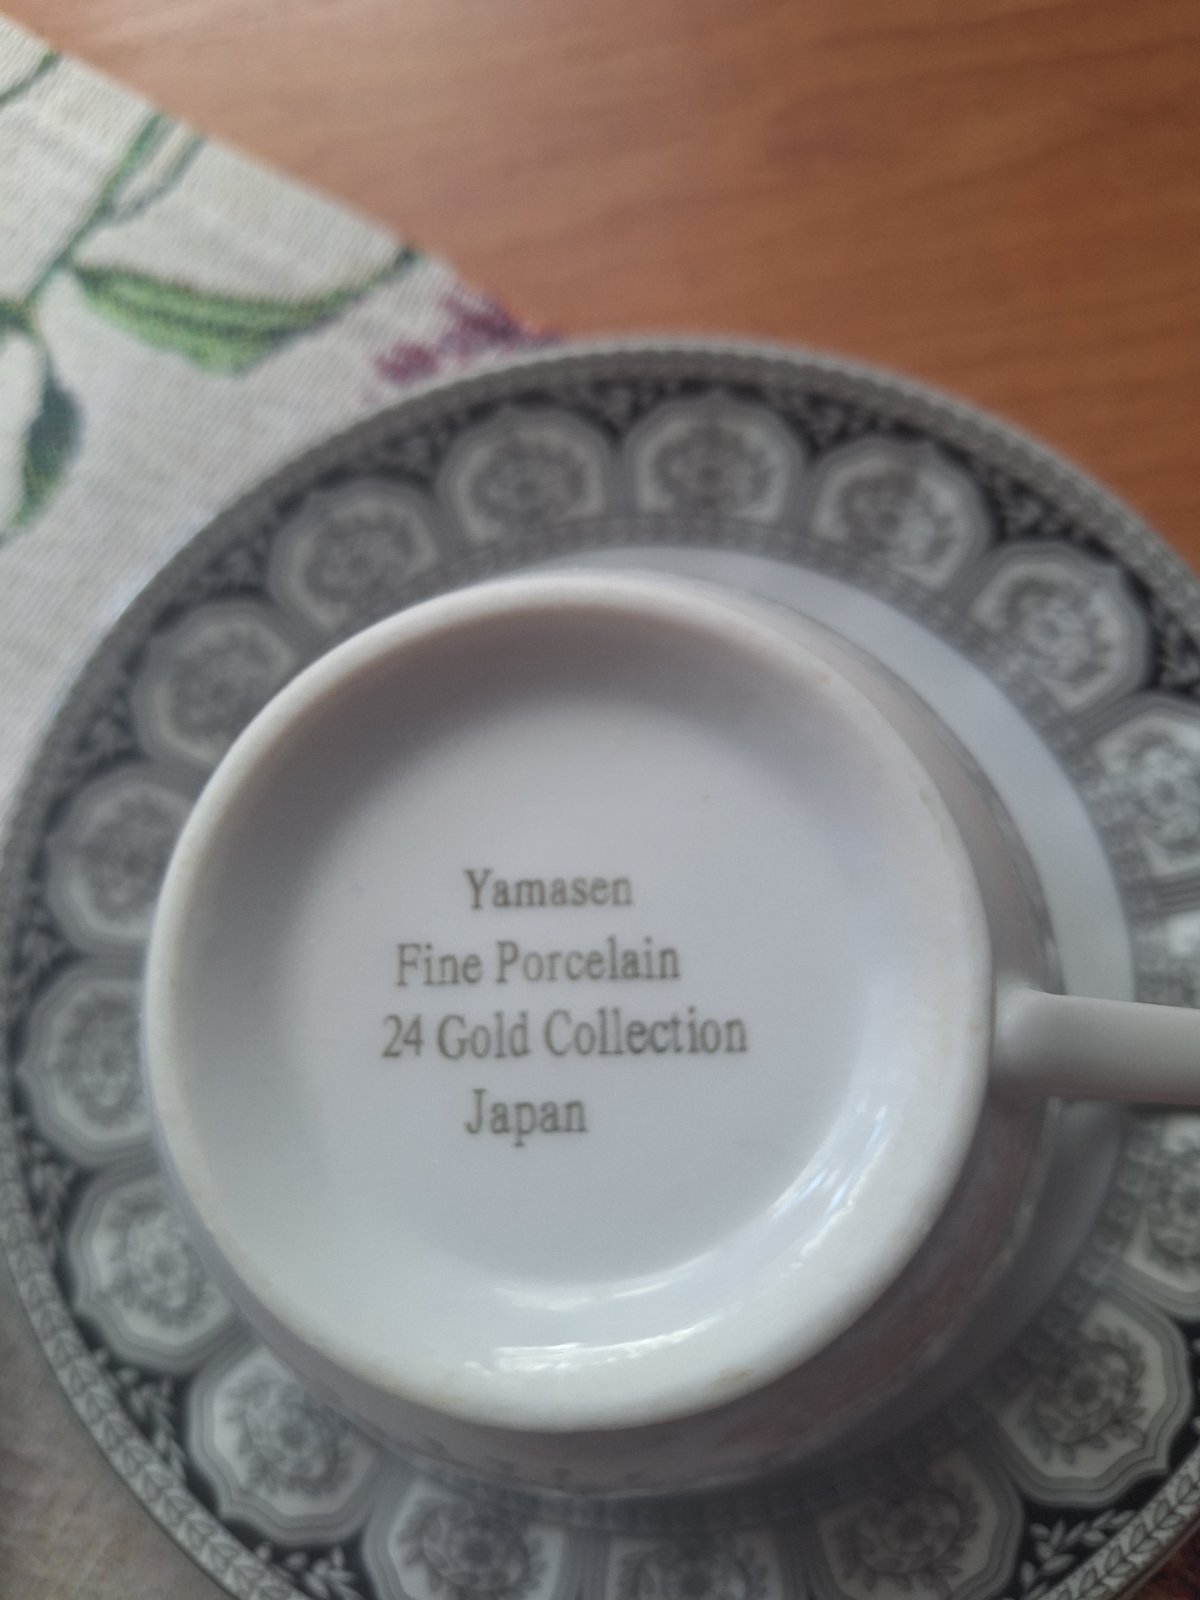 Yamasen
Fine Porcelain
24 Gold Collection
Japan